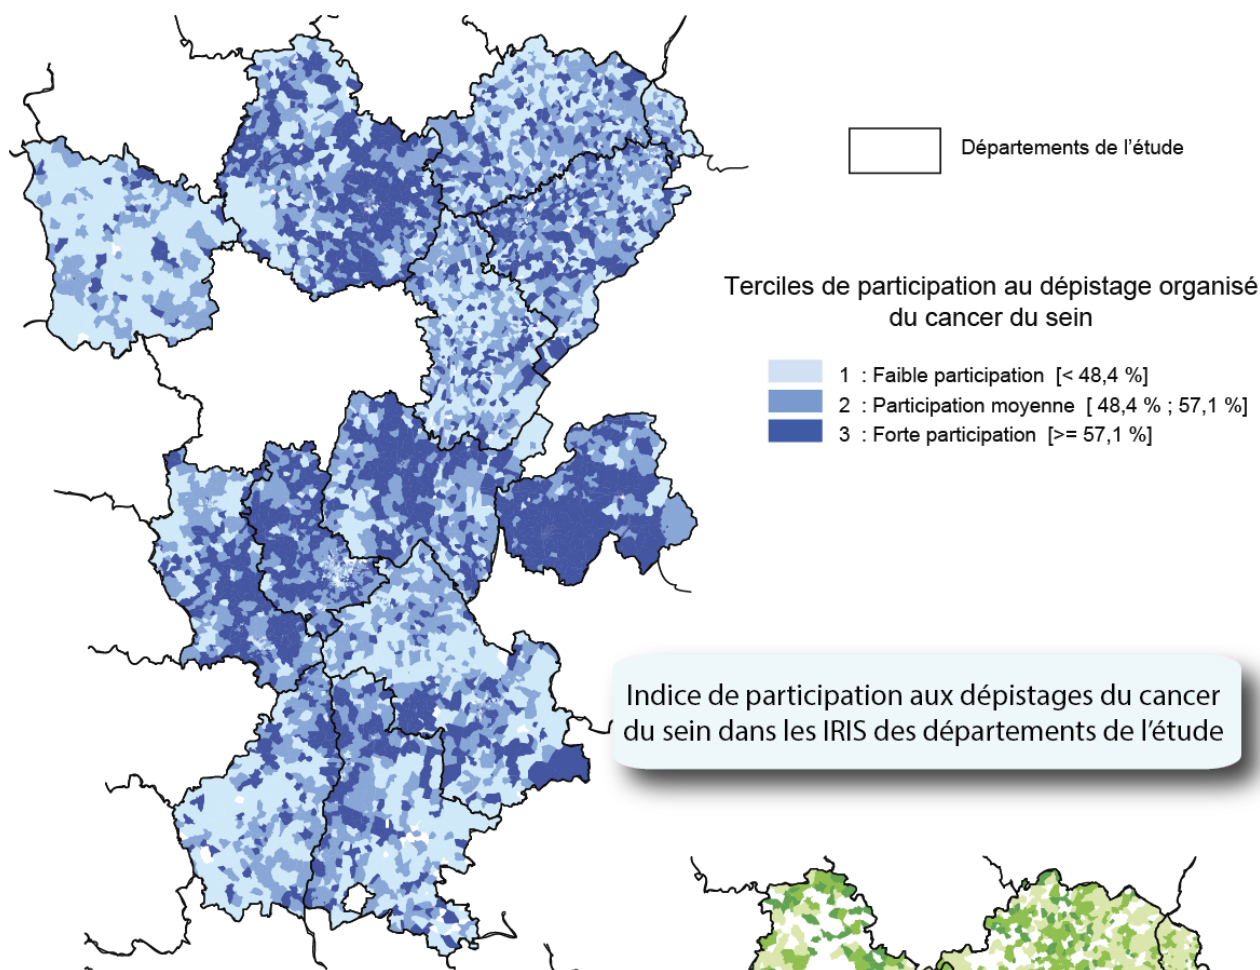 Départements de l'étude
Terciles de participation au dépistage organisé
du cancer du sein
1 : Faible participation [< 48,4 %]
2 : Participation moyenne [ 48,4 % ; 57,1 %]
3 : Forte participation [>= 57,1 %]
Indice de participation aux dépistages du cancer
du sein dans les IRIS des départements de l'étude